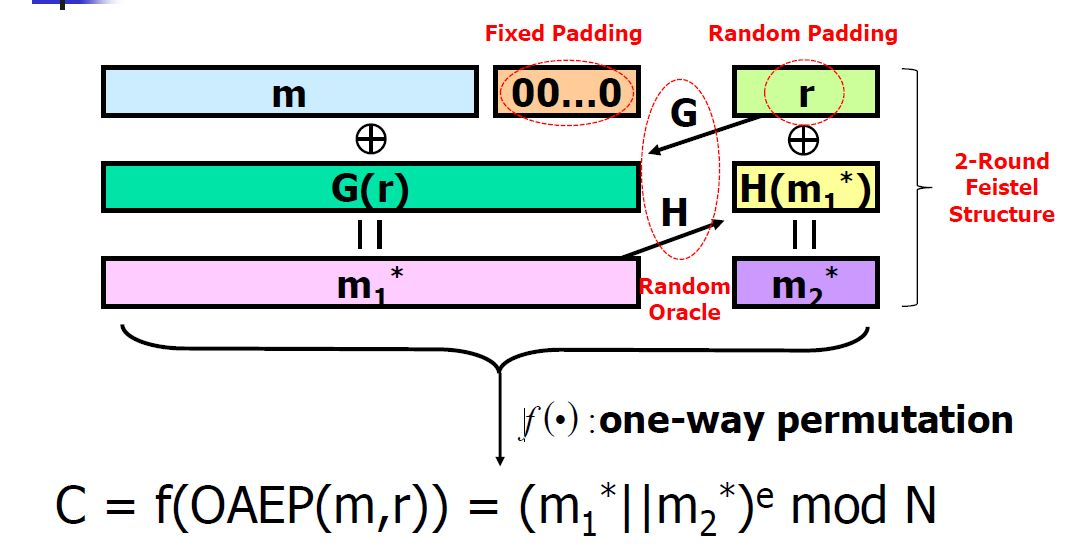 Fixed Padding Random Padding
m 00...0 r
⊕ G ⊕
G(r) H(m₁*)
H
2-Round
Feistel
Structure
|| ||
m₁* m₂*
Random
Oracle
f(•) : one-way permutation
C = f(OAEP(m,r)) = (m₁*||m₂*)ᵉ mod N